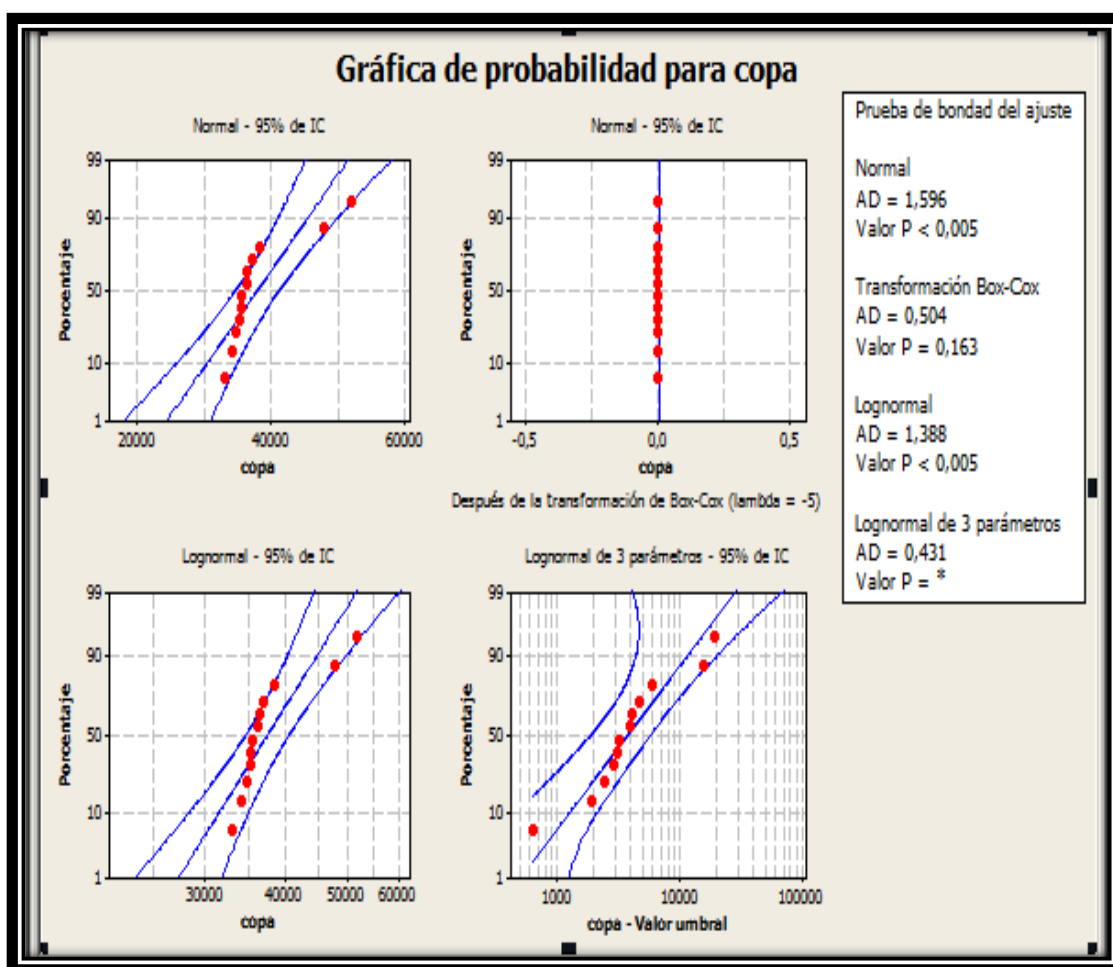 Gráfica de probabilidad para copa
Normal - 95% de IC
99
90
50
10
1
Porcentaje
20000 40000 60000
copa
Normal - 95% de IC
99
90
50
10
1
Porcentaje
-0,5 0,0 0,5
copa
Después de la transformación de Box-Cox (lambda = -5)
Lognormal - 95% de IC
99
90
50
10
1
Porcentaje
30000 40000 50000 60000
copa
Lognormal de 3 parámetros - 95% de IC
99
90
50
10
1
Porcentaje
1000 10000 100000
copa - Valor umbral
Prueba de bondad del ajuste
Normal
AD = 1,596
Valor P < 0,005
Transformación Box-Cox
AD = 0,504
Valor P = 0,163
Lognormal
AD = 1,388
Valor P < 0,005
Lognormal de 3 parámetros
AD = 0,431
Valor P = *